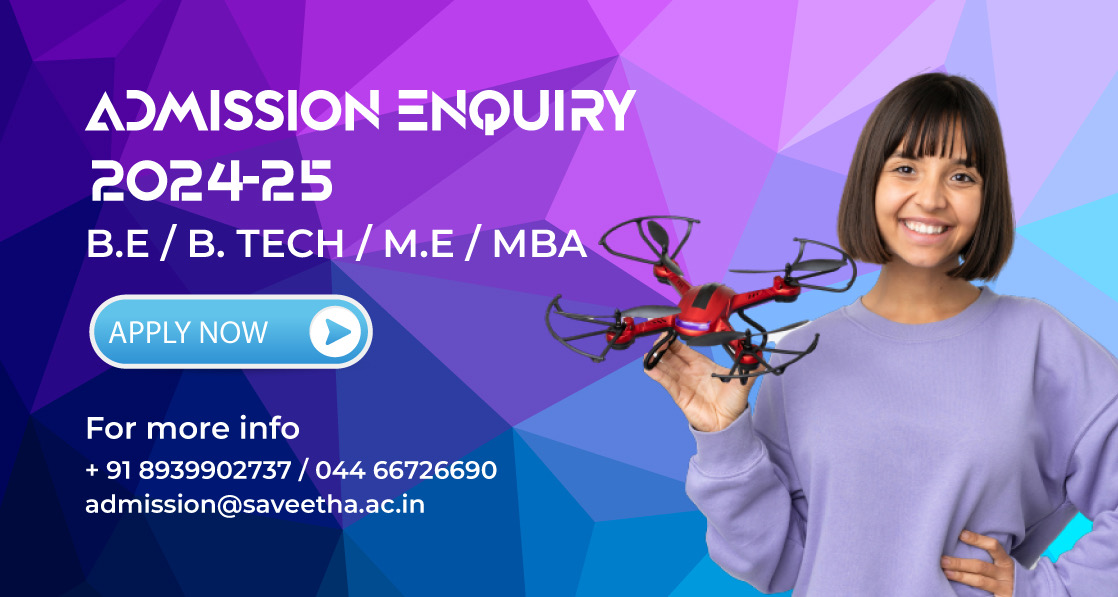 ADMISSION ENQUIRY
2024-25
B.E / B. TECH / M.E / MBA
APPLY NOW
For more info
+ 91 8939902737 / 044 66726690
admission@saveetha.ac.in